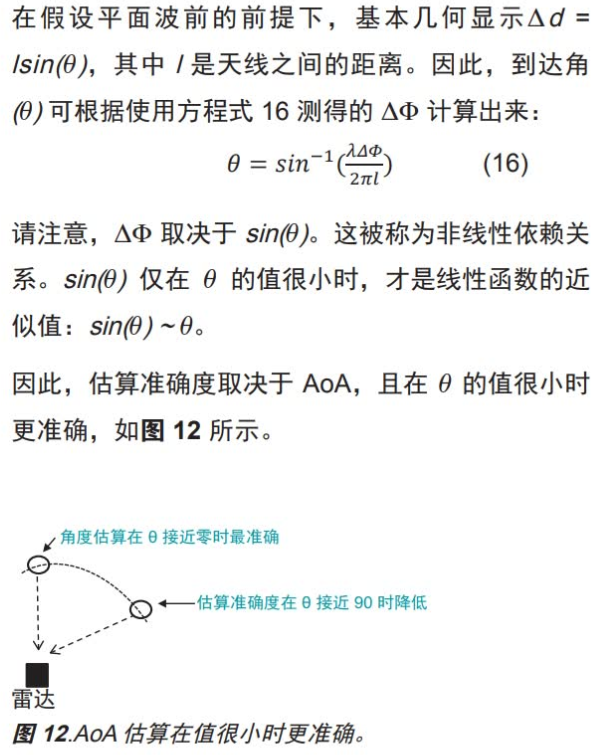 在假设平面波前的前提下，基本几何显示Δd =
lsin(θ)，其中 l 是天线之间的距离。因此，到达角
(θ) 可根据使用方程式 16 测得的 ΔΦ 计算出来：
θ = sin⁻¹(λΔΦ/2πl) (16)
请注意，ΔΦ 取决于 sin(θ)。这被称为非线性依赖关
系。sin(θ) 仅在 θ 的值很小时，才是线性函数的近
似值：sin(θ) ~ θ。
因此，估算准确度取决于 AoA，且在 θ 的值很小时
更准确，如图 12 所示。
角度估算在 θ 接近零时最准确
估算准确度在 θ 接近 90 时降低
雷达
图 12.AoA 估算在值很小时更准确。